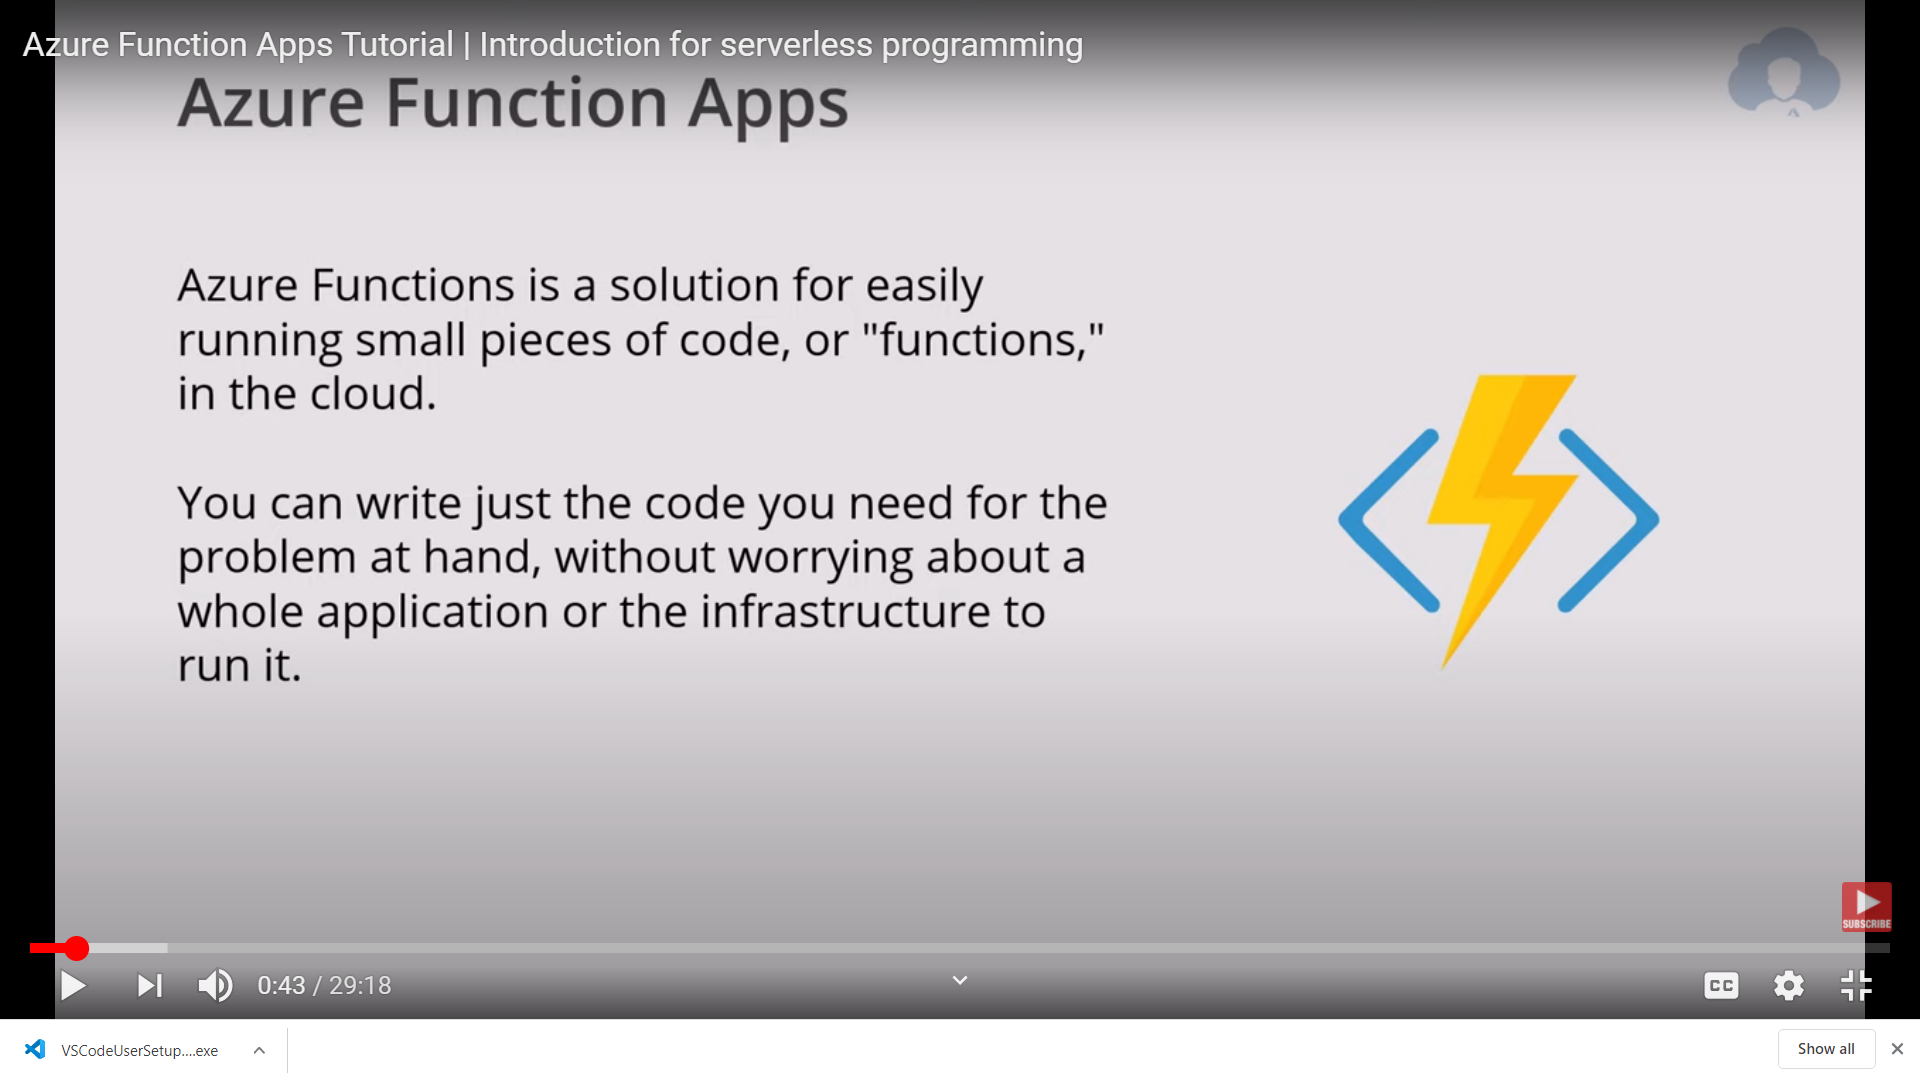 Azure Function Apps Tutorial | Introduction for serverless programming
Azure Function Apps
Azure Functions is a solution for easily
running small pieces of code, or "functions,"
in the cloud.
You can write just the code you need for the
problem at hand, without worrying about a
whole application or the infrastructure to
run it.
SUBSCRIBE
0:43 / 29:18
CC
VSCodeUserSetup....exe
Show all